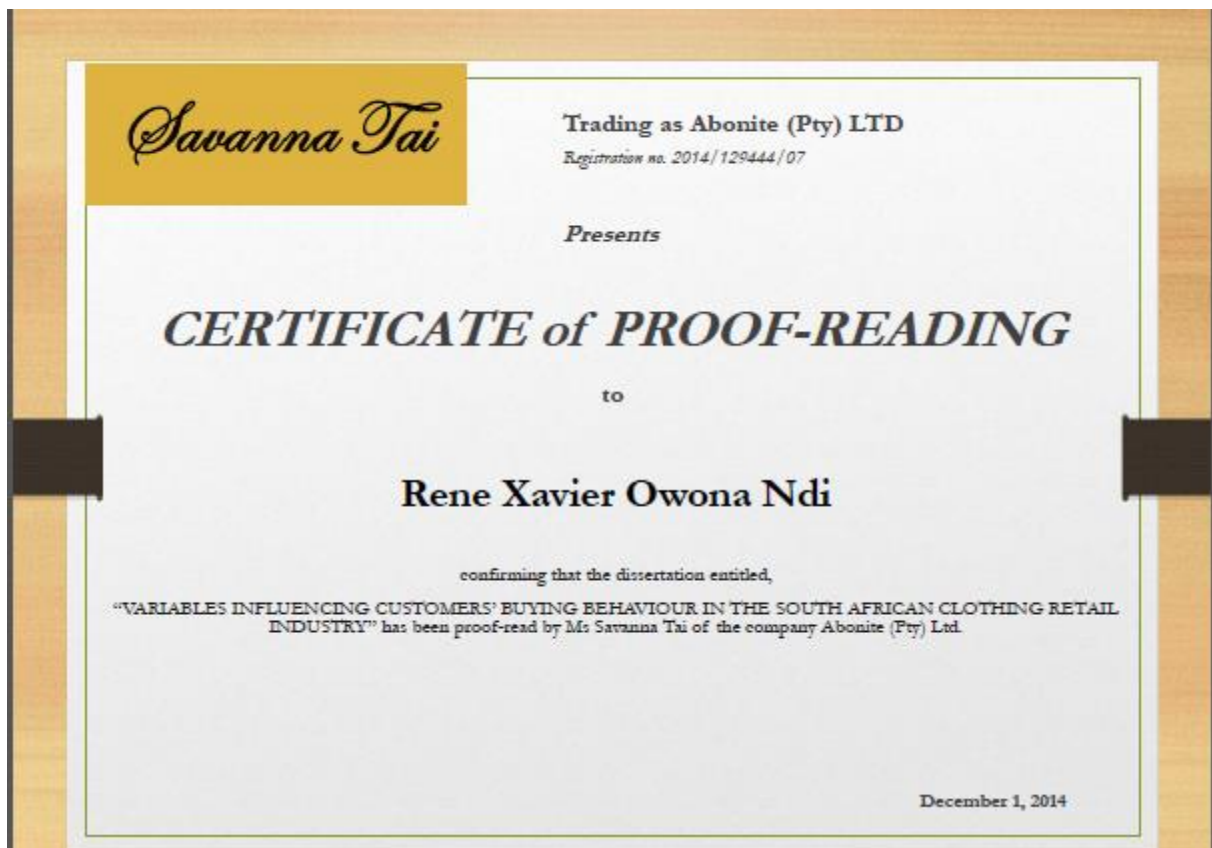 Savanna Tai
Trading as Abonite (Pty) LTD
Registration no. 2014/129444/07
Presents
CERTIFICATE of PROOF-READING
to
Rene Xavier Owona Ndi
confirming that the dissertation entitled,
“VARIABLES INFLUENCING CUSTOMERS’ BUYING BEHAVIOUR IN THE SOUTH AFRICAN CLOTHING RETAIL
INDUSTRY” has been proof-read by Ms Savanna Tai of the company Abonite (Pty) Ltd.
December 1, 2014